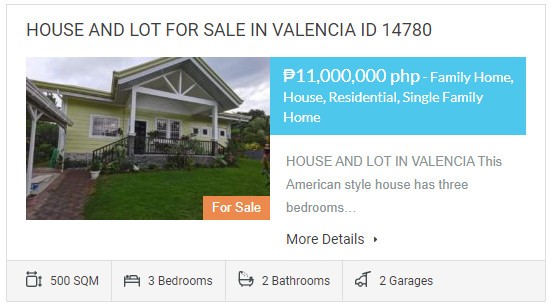 HOUSE AND LOT FOR SALE IN VALENCIA ID 14780
₱11,000,000 php - Family Home,
House, Residential, Single Family
Home
HOUSE AND LOT IN VALENCIA This
American style house has three
bedrooms…
For Sale
More Details
500 SQM 3 Bedrooms 2 Bathrooms 2 Garages